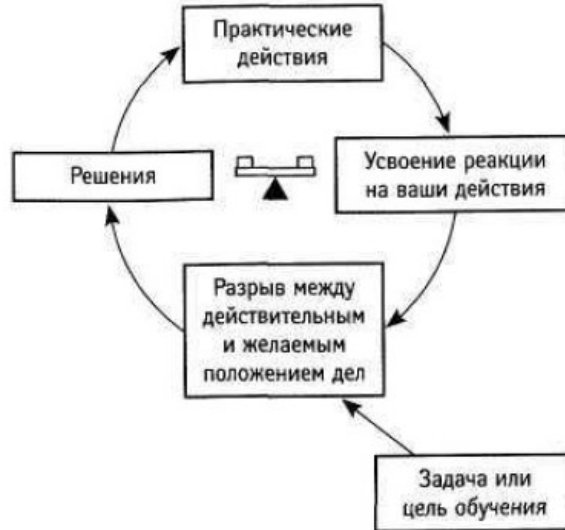 Практические
действия
Усвоение реакции
на ваши действия
Решения
Разрыв между
действительным
и желаемым
положением дел
Задача или
цель обучения